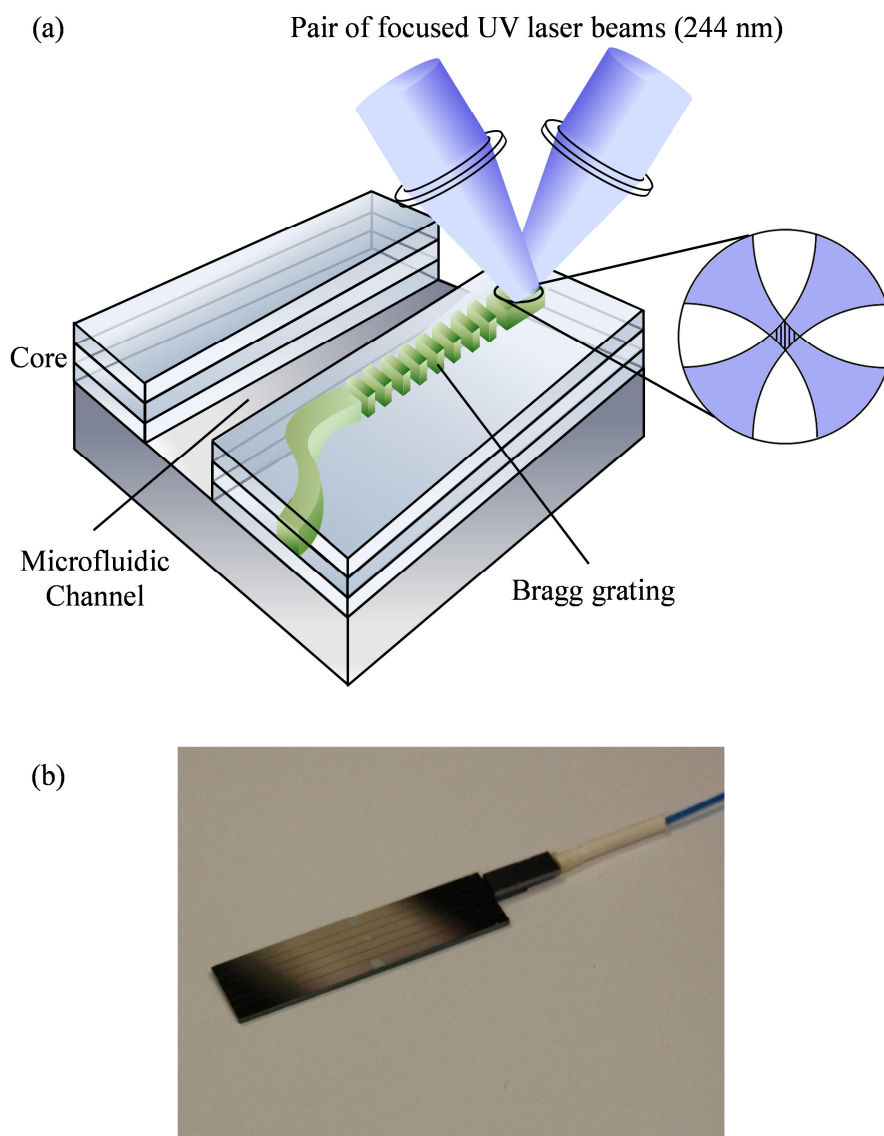 (a)
Pair of focused UV laser beams (244 nm)
Core
Microfluidic
Channel
Bragg grating
(b)